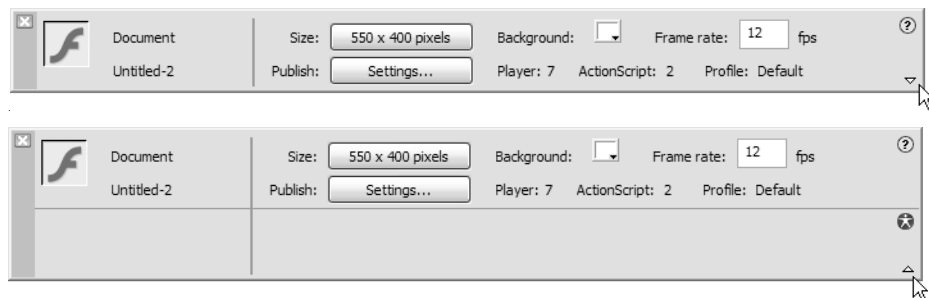 Document Size: 550 x 400 pixels Background: Frame rate: 12 fps ?
Untitled-2 Publish: Settings... Player: 7 ActionScript: 2 Profile: Default
Document Size: 550 x 400 pixels Background: Frame rate: 12 fps ?
Untitled-2 Publish: Settings... Player: 7 ActionScript: 2 Profile: Default